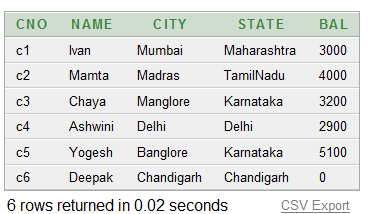 CNO NAME CITY STATE BAL
c1 Ivan Mumbai Maharashtra 3000
c2 Mamta Madras TamilNadu 4000
c3 Chaya Manglore Karnataka 3200
c4 Ashwini Delhi Delhi 2900
c5 Yogesh Banglore Karnataka 5100
c6 Deepak Chandigarh Chandigarh 0
6 rows returned in 0.02 seconds CSV Export